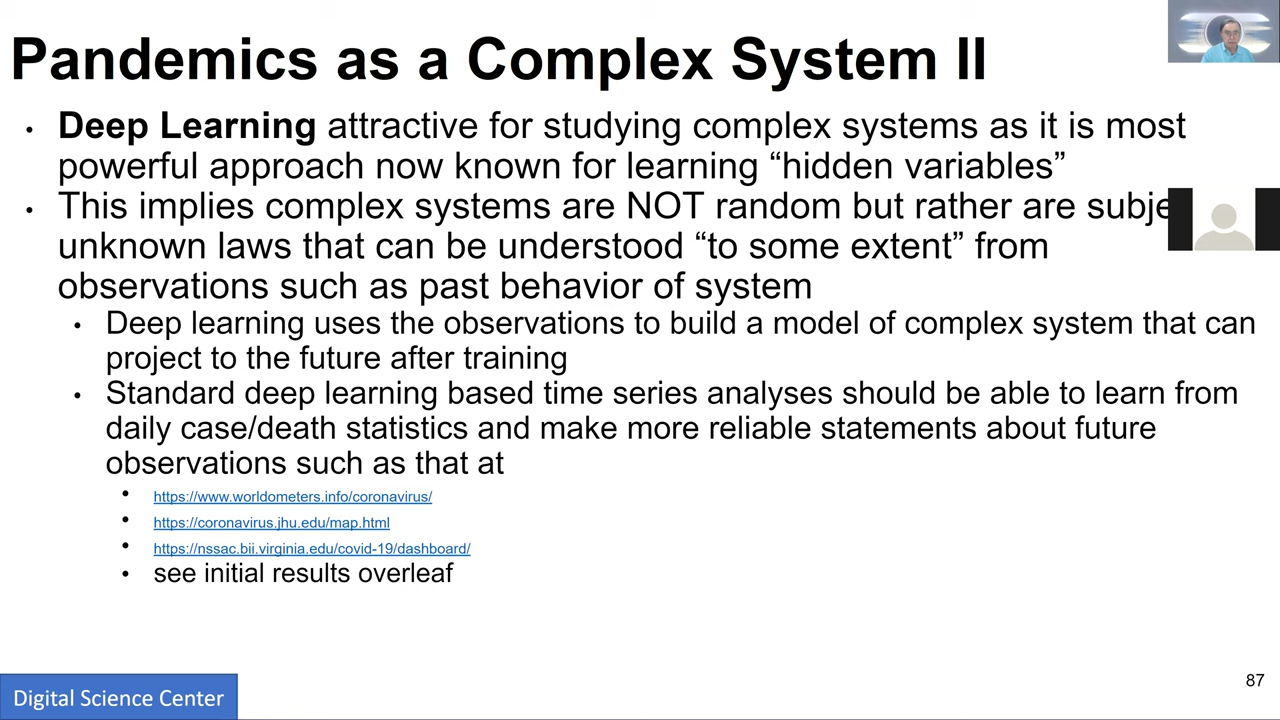 Pandemics as a Complex System II
• Deep Learning attractive for studying complex systems as it is most
powerful approach now known for learning “hidden variables”
• This implies complex systems are NOT random but rather are subje
unknown laws that can be understood “to some extent” from
observations such as past behavior of system
• Deep learning uses the observations to build a model of complex system that can
project to the future after training
• Standard deep learning based time series analyses should be able to learn from
daily case/death statistics and make more reliable statements about future
observations such as that at
• https://www.worldometers.info/coronavirus/
• https://coronavirus.jhu.edu/map.html
• https://nssac.bii.virginia.edu/covid-19/dashboard/
• see initial results overleaf
87
Digital Science Center